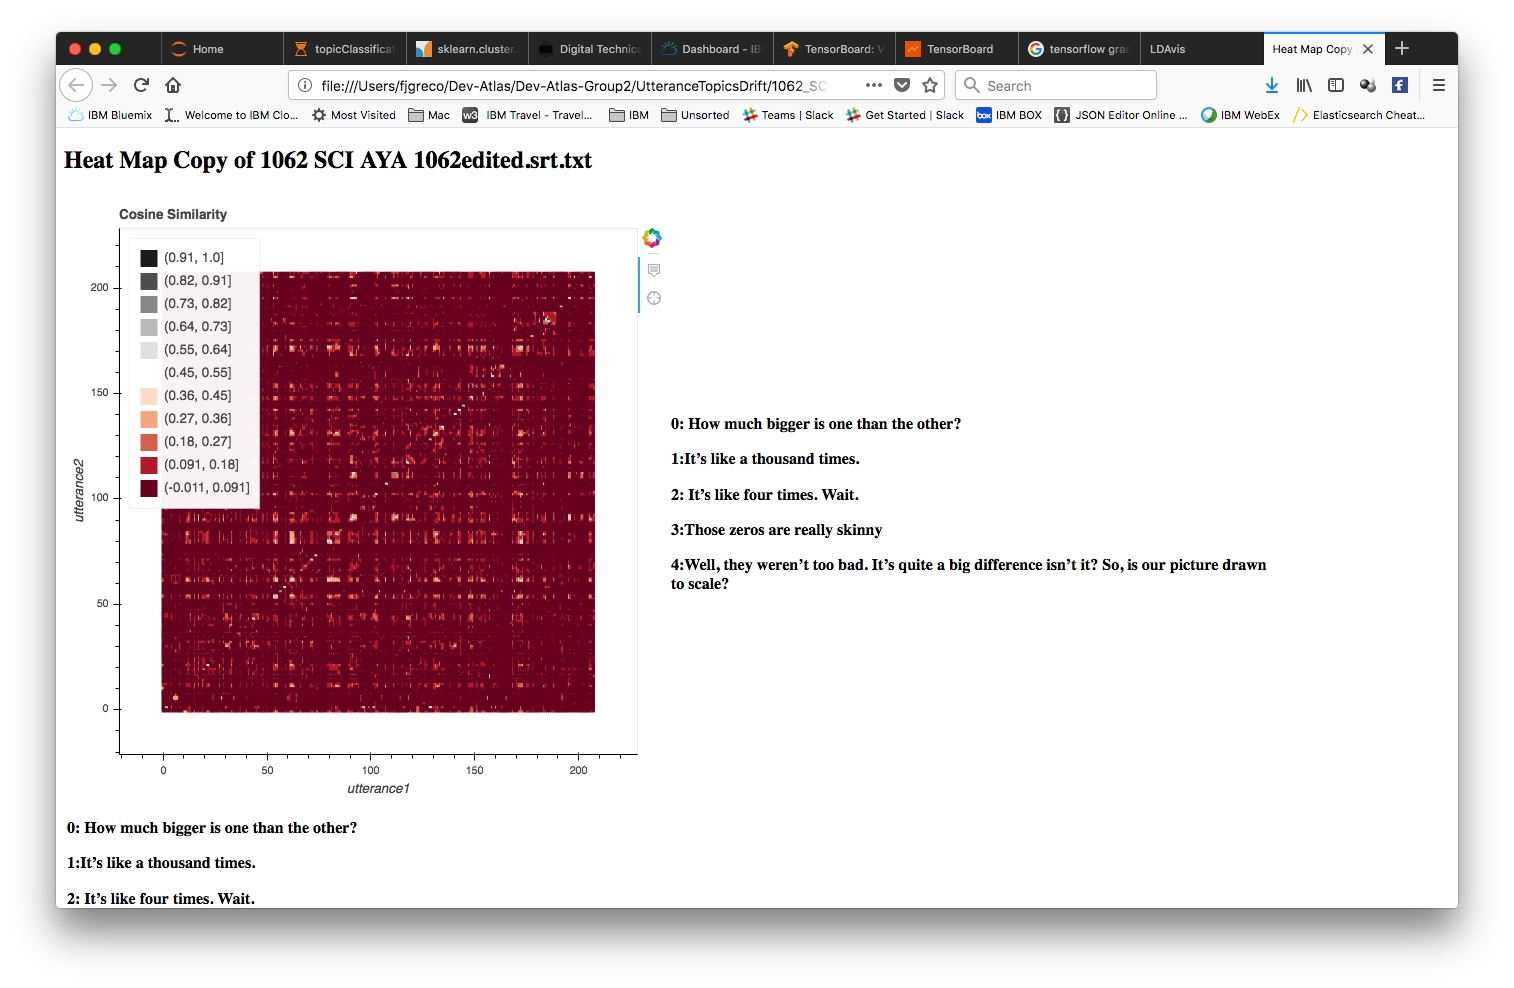 Home
topicClassificat
sklearn.cluster.
Digital Technic
Dashboard - IB
TensorBoard: V
TensorBoard
tensorflow grad
LDAvis
Heat Map Copy
file:///Users/fjgreco/Dev-Atlas/Dev-Atlas-Group2/UtteranceTopicsDrift/1062_SC
Search
IBM Bluemix
Welcome to IBM Clo...
Most Visited
Mac
w3
IBM Travel - Travel...
IBM
Unsorted
Teams | Slack
Get Started | Slack
box
IBM BOX
JSON Editor Online ...
IBM WebEx
Elasticsearch Cheat...
Heat Map Copy of 1062 SCI AYA 1062edited.srt.txt
Cosine Similarity
(0.91, 1.0]
(0.82, 0.91]
(0.73, 0.82]
(0.64, 0.73]
(0.55, 0.64]
(0.45, 0.55]
(0.36, 0.45]
(0.27, 0.36]
(0.18, 0.27]
(0.091, 0.18]
(-0.011, 0.091]
200
150
100
50
0
utterance2
0
50
100
150
200
utterance1
0: How much bigger is one than the other?
1:It’s like a thousand times.
2: It’s like four times. Wait.
3:Those zeros are really skinny
4:Well, they weren’t too bad. It’s quite a big difference isn’t it? So, is our picture drawn
to scale?
0: How much bigger is one than the other?
1:It’s like a thousand times.
2: It’s like four times. Wait.